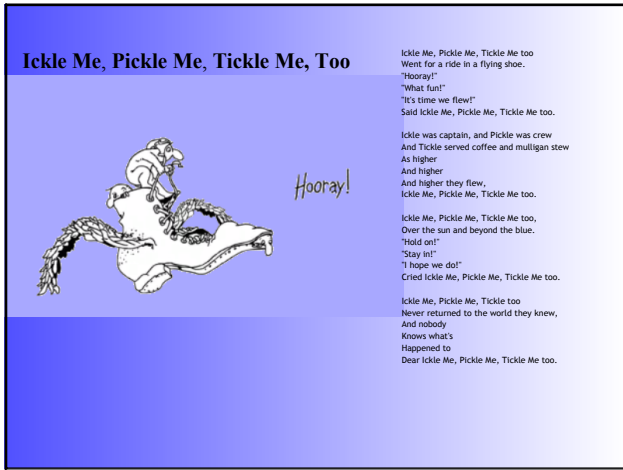 Ickle Me, Pickle Me, Tickle Me, Too
Hooray!
Ickle Me, Pickle Me, Tickle Me too
Went for a ride in a flying shoe.
"Hooray!"
"What fun!"
"It's time we flew!"
Said Ickle Me, Pickle Me, Tickle Me too.

Ickle was captain, and Pickle was crew
And Tickle served coffee and mulligan stew
As higher
And higher
And higher they flew,
Ickle Me, Pickle Me, Tickle Me too.

Ickle Me, Pickle Me, Tickle Me too,
Over the sun and beyond the blue.
"Hold on!"
"Stay in!"
"I hope we do!"
Cried Ickle Me, Pickle Me, Tickle Me too.

Ickle Me, Pickle Me, Tickle too
Never returned to the world they knew,
And nobody
Knows what's
Happened to
Dear Ickle Me, Pickle Me, Tickle Me too.